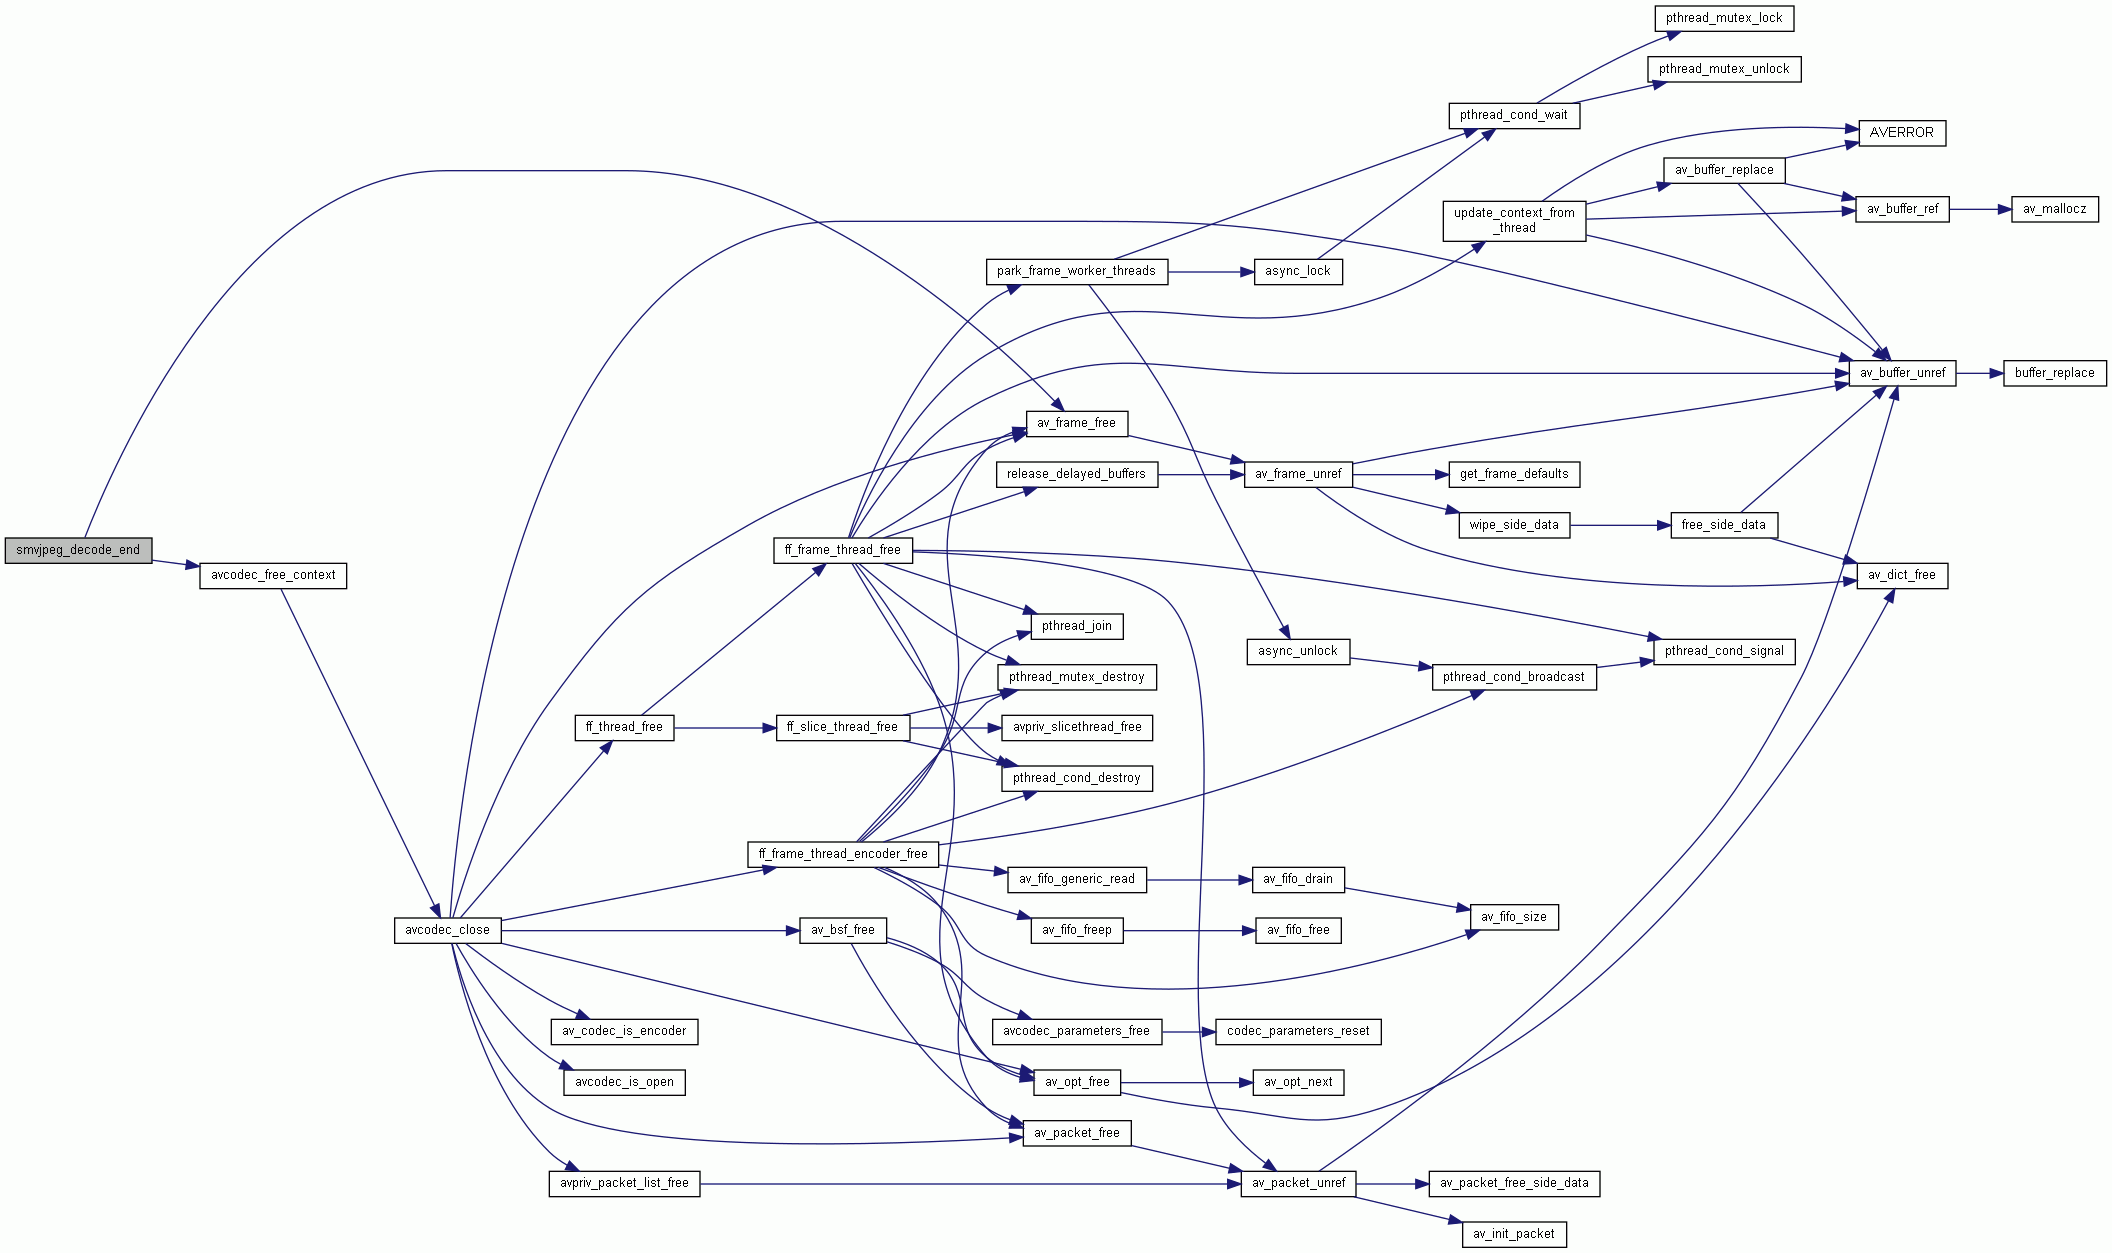 pthread_mutex_lock
pthread_mutex_unlock
pthread_cond_wait
AVERROR
av_buffer_replace
update_context_from
_thread
av_buffer_ref
av_mallocz
park_frame_worker_threads
async_lock
av_buffer_unref
buffer_replace
av_frame_free
release_delayed_buffers
av_frame_unref
get_frame_defaults
wipe_side_data
free_side_data
smvjpeg_decode_end
ff_frame_thread_free
avcodec_free_context
av_dict_free
pthread_join
async_unlock
pthread_cond_signal
pthread_mutex_destroy
pthread_cond_broadcast
ff_thread_free
ff_slice_thread_free
avpriv_slicethread_free
pthread_cond_destroy
ff_frame_thread_encoder_free
av_fifo_generic_read
av_fifo_drain
av_fifo_size
avcodec_close
av_bsf_free
av_fifo_freep
av_fifo_free
av_codec_is_encoder
avcodec_parameters_free
codec_parameters_reset
avcodec_is_open
av_opt_free
av_opt_next
av_packet_free
avpriv_packet_list_free
av_packet_unref
av_packet_free_side_data
av_init_packet